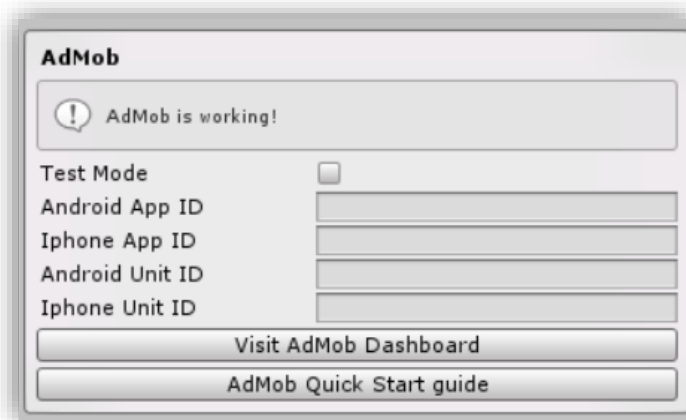 AdMob
AdMob is working!
Test Mode
Android App ID
Iphone App ID
Android Unit ID
Iphone Unit ID
Visit AdMob Dashboard
AdMob Quick Start guide